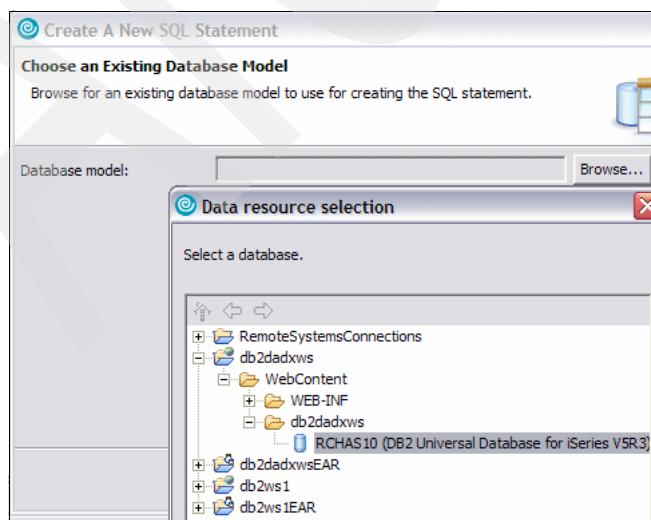 Create A New SQL Statement
Choose an Existing Database Model
Browse for an existing database model to use for creating the SQL statement.
Database model:
Browse...
Data resource selection
Select a database.
RemoteSystemsConnections
db2dadxws
WebContent
WEB-INF
db2dadxws
RCHAS10 (DB2 Universal Database for iSeries V5R3)
db2dadxwsEAR
db2ws1
db2ws1EAR